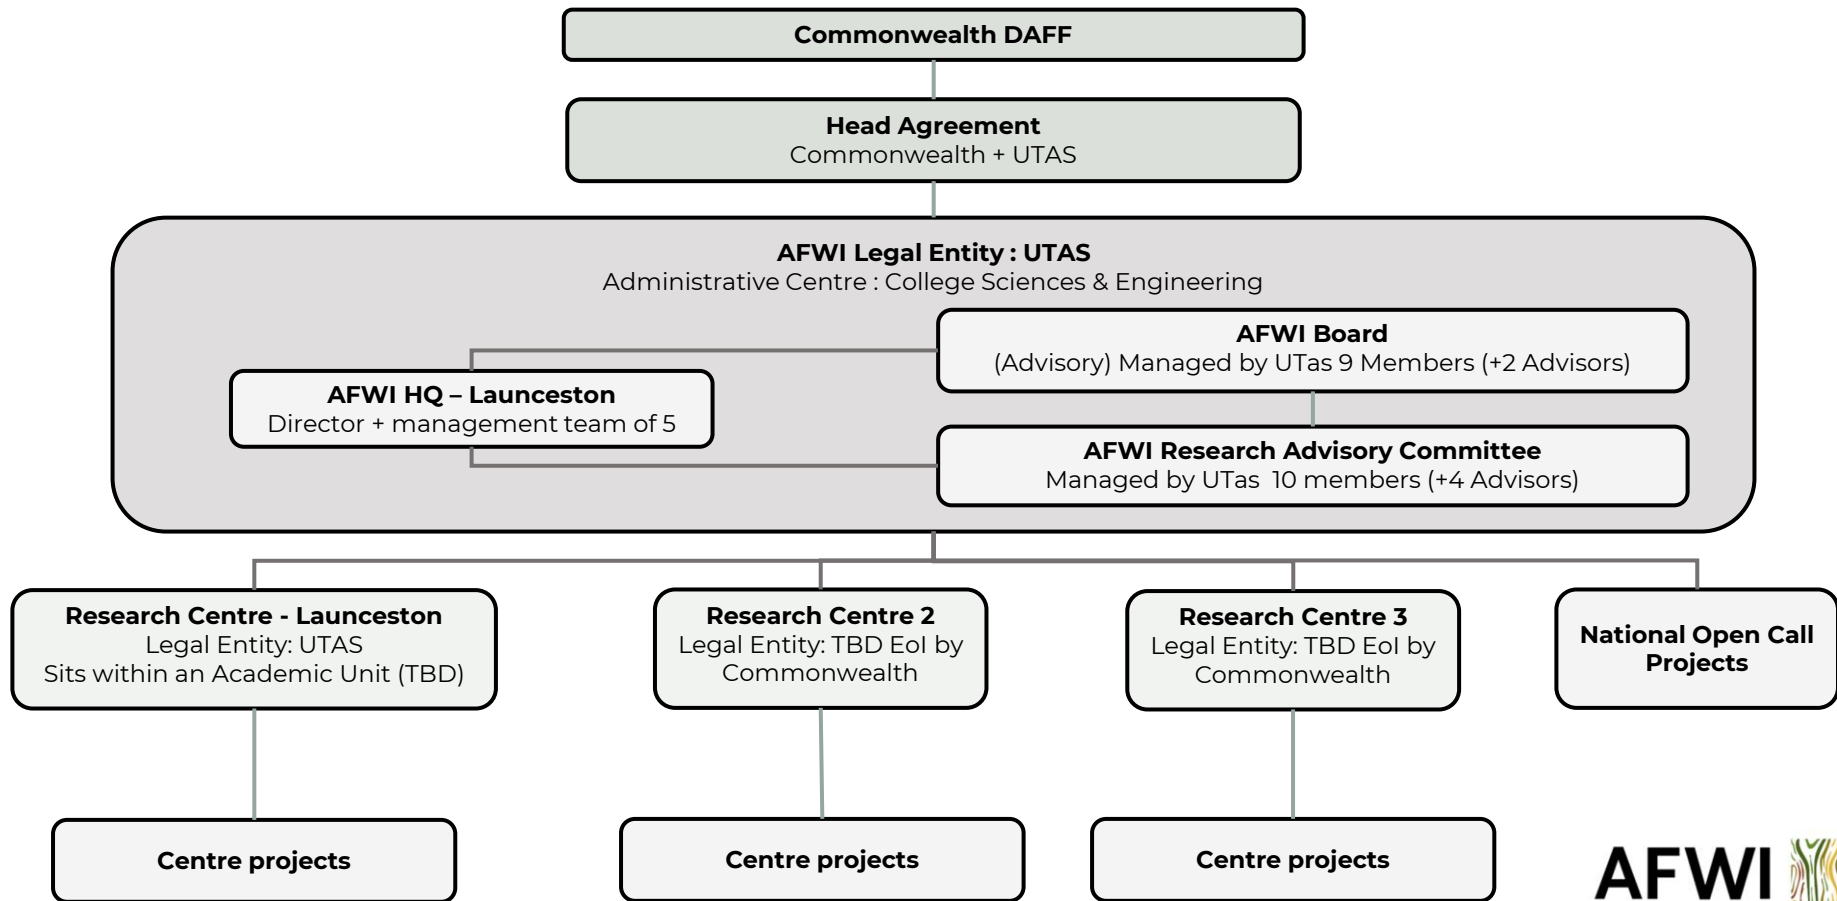 Commonwealth DAFF
Head Agreement
Commonwealth + UTAS
AFWI Legal Entity : UTAS
Administrative Centre : College Sciences & Engineering
AFWI Board
(Advisory) Managed by UTas 9 Members (+2 Advisors)
AFWI HQ – Launceston
Director + management team of 5
AFWI Research Advisory Committee
Managed by UTas  10 members (+4 Advisors)
Research Centre - Launceston
Legal Entity: UTAS
Sits within an Academic Unit (TBD)
Research Centre 2
Legal Entity: TBD EoI by
Commonwealth
Research Centre 3
Legal Entity: TBD EoI by
Commonwealth
National Open Call
Projects
Centre projects
Centre projects
Centre projects
AFWI